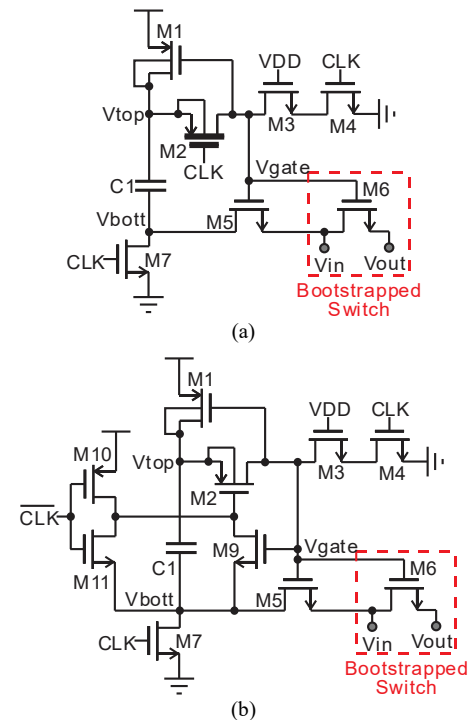 M1
VDD CLK
Vtop
M2
M3 M4
CLK
C1
Vgate
M6
Vbott
M5
CLK
M7
Vin Vout
Bootstrapped
Switch
(a)
M1
VDD CLK
M10
Vtop
M2
M3 M4
CLK
C1
M9
Vgate
M11
M6
Vbott
M5
CLK
M7
Vin Vout
Bootstrapped
Switch
(b)